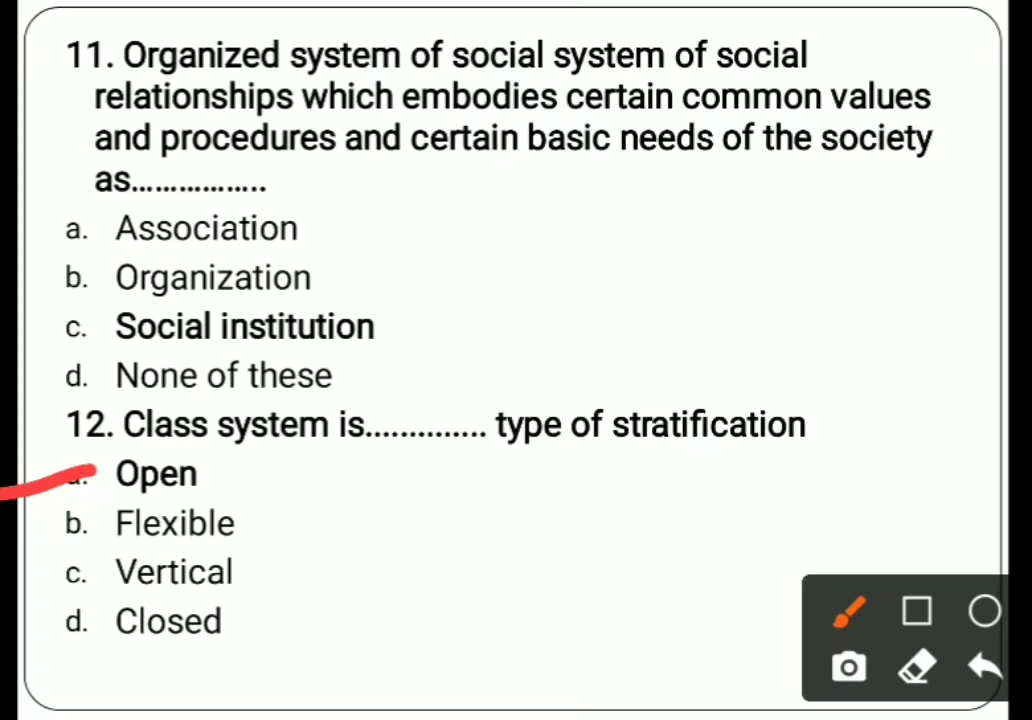 11. Organized system of social system of social
relationships which embodies certain common values
and procedures and certain basic needs of the society
as.................
a. Association
b. Organization
c. Social institution
d. None of these
12. Class system is.............. type of stratification
a. Open
b. Flexible
c. Vertical
d. Closed